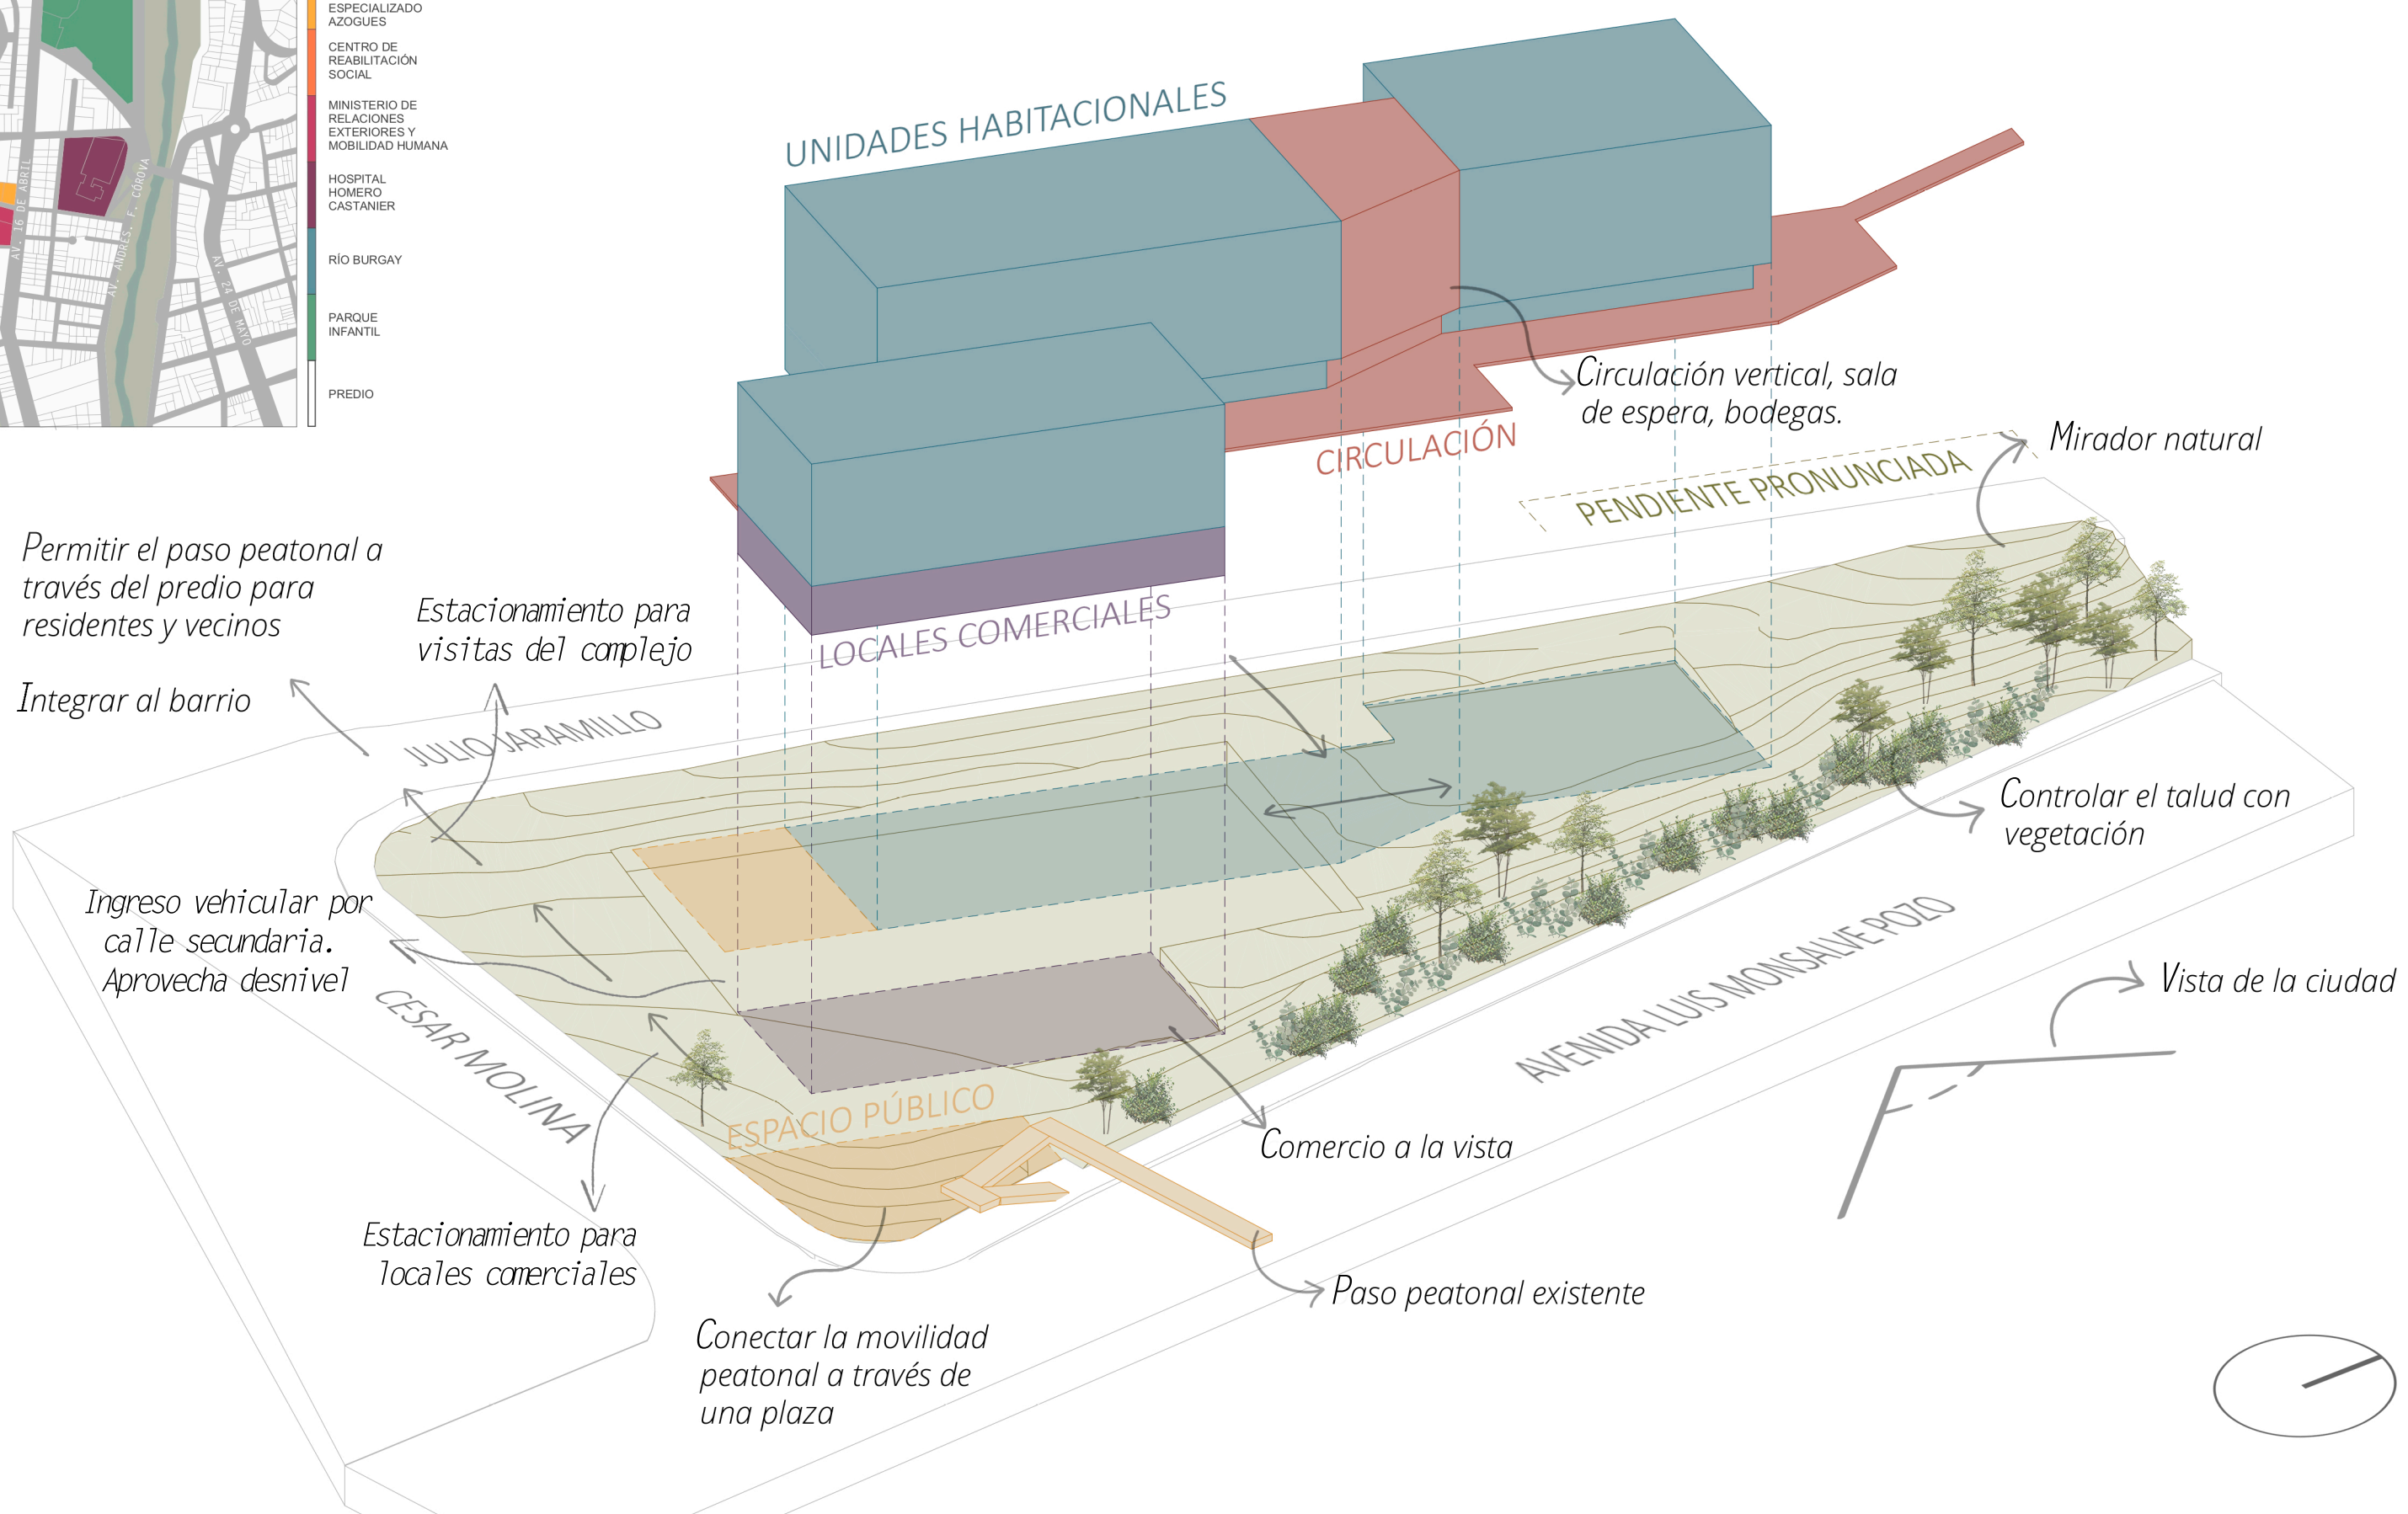 ESPECIALIZADO
AZOGUES
CENTRO DE
REABILITACIÓN
SOCIAL
MINISTERIO DE
RELACIONES
EXTERIORES Y
MOBILIDAD HUMANA
HOSPITAL
HOMERO
CASTANIER
RÍO BURGAY
PARQUE
INFANTIL
PREDIO
AV. 16 DE ABRIL
AV. ANDRES. F. CÓROVA
AV. 24 DE MAYO
UNIDADES HABITACIONALES
Circulación vertical, sala
de espera, bodegas.
CIRCULACIÓN
Mirador natural
PENDIENTE PRONUNCIADA
Permitir el paso peatonal a
través del predio para
residentes y vecinos
Integrar al barrio
Estacionamiento para
visitas del complejo
LOCALES COMERCIALES
JULIO JARAMILLO
Controlar el talud con
vegetación
Ingreso vehicular por
calle secundaria.
Aprovecha desnivel
CESAR MOLINA
AVENIDA LUIS MONSALVE POZO
Vista de la ciudad
ESPACIO PÚBLICO
Comercio a la vista
Estacionamiento para
locales comerciales
Paso peatonal existente
Conectar la movilidad
peatonal a través de
una plaza